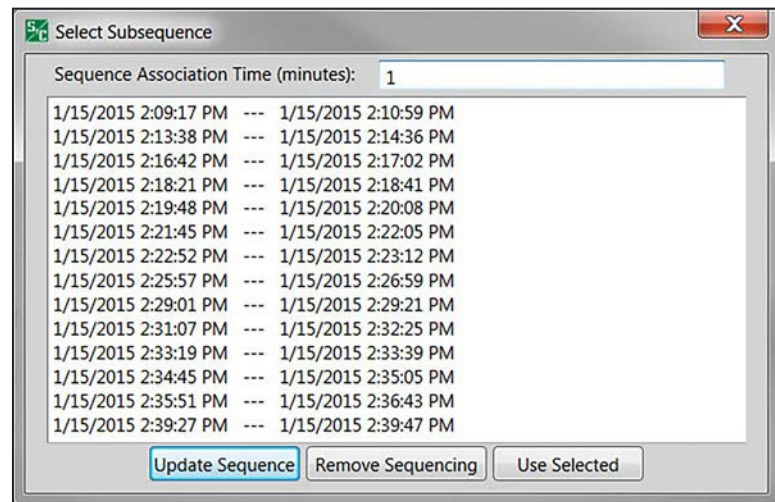 S/C Select Subsequence X
Sequence Association Time (minutes): 1
1/15/2015 2:09:17 PM --- 1/15/2015 2:10:59 PM
1/15/2015 2:13:38 PM --- 1/15/2015 2:14:36 PM
1/15/2015 2:16:42 PM --- 1/15/2015 2:17:02 PM
1/15/2015 2:18:21 PM --- 1/15/2015 2:18:41 PM
1/15/2015 2:19:48 PM --- 1/15/2015 2:20:08 PM
1/15/2015 2:21:45 PM --- 1/15/2015 2:22:05 PM
1/15/2015 2:22:52 PM --- 1/15/2015 2:23:12 PM
1/15/2015 2:25:57 PM --- 1/15/2015 2:26:59 PM
1/15/2015 2:29:01 PM --- 1/15/2015 2:29:21 PM
1/15/2015 2:31:07 PM --- 1/15/2015 2:32:25 PM
1/15/2015 2:33:19 PM --- 1/15/2015 2:33:39 PM
1/15/2015 2:34:45 PM --- 1/15/2015 2:35:05 PM
1/15/2015 2:35:51 PM --- 1/15/2015 2:36:43 PM
1/15/2015 2:39:27 PM --- 1/15/2015 2:39:47 PM
Update Sequence Remove Sequencing Use Selected